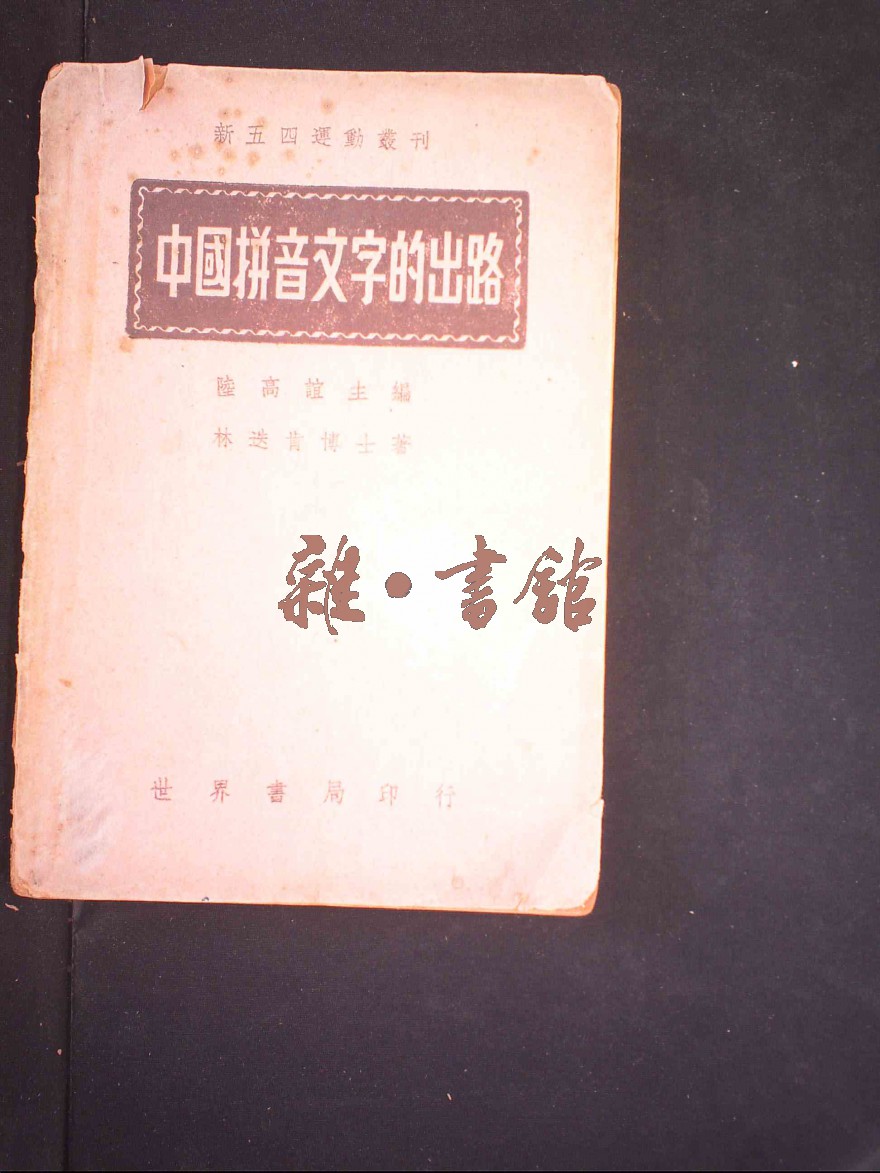 新五四運動叢刊
中國拼音文字的出路
陸高誼主編
林迭肯博士著
雜·書館
世界書局印行